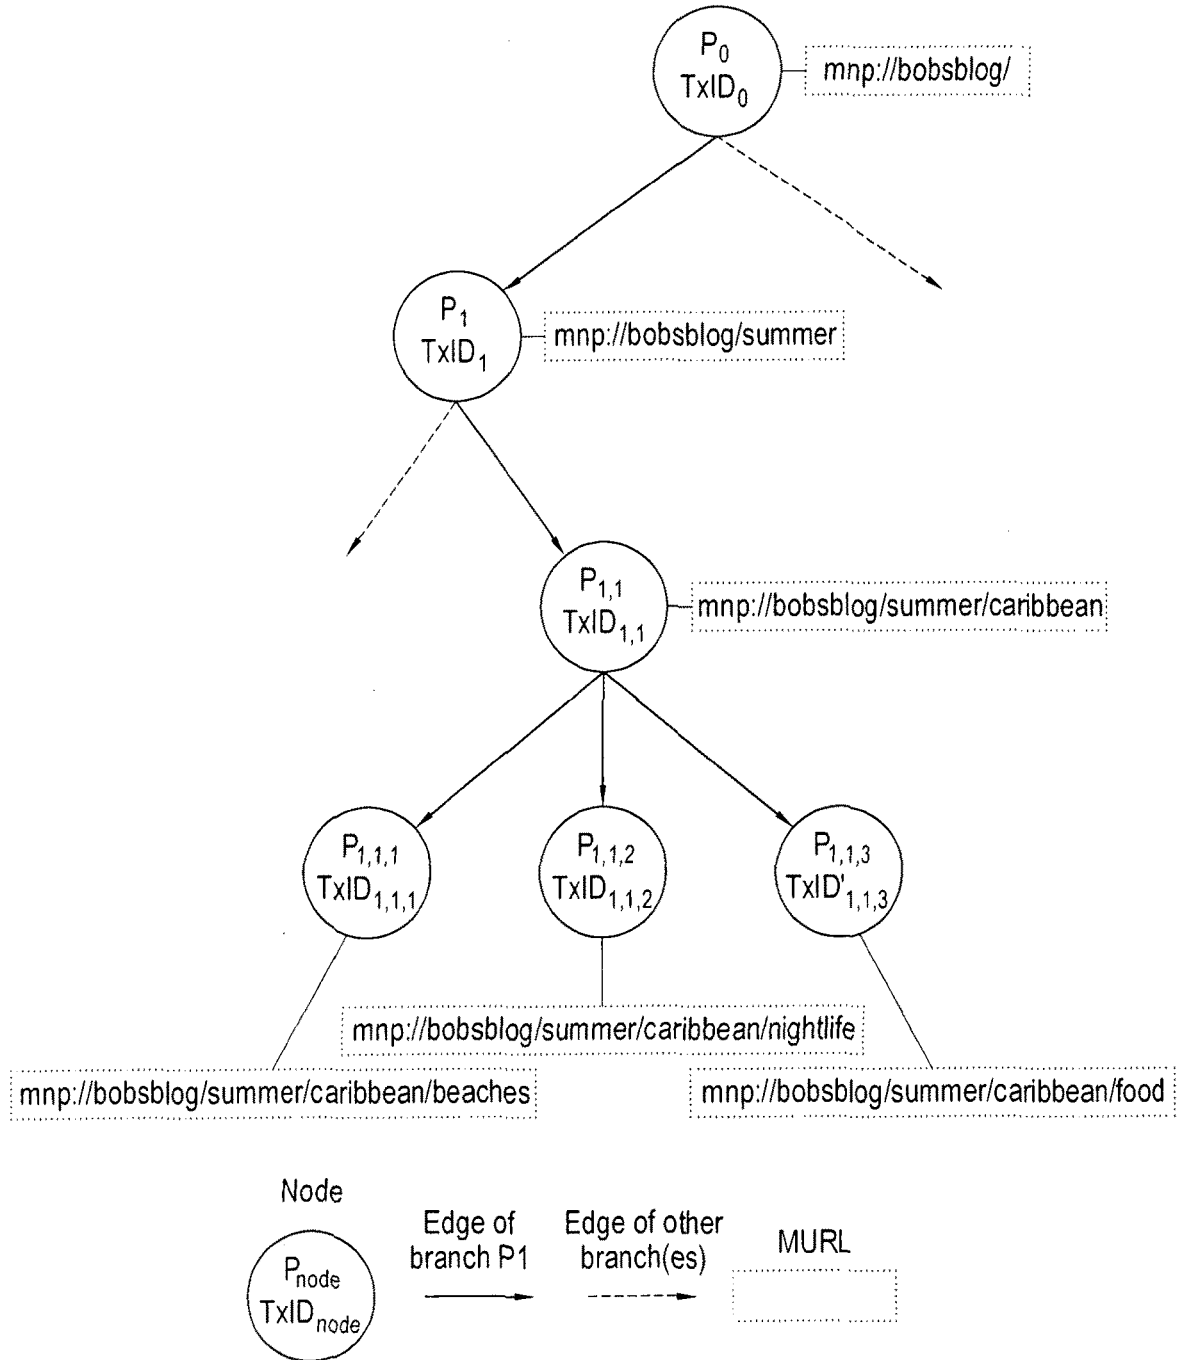 P0
TxID0
mnp://bobsblog/
P1
TxID1
mnp://bobsblog/summer
P1,1
TxID1,1
mnp://bobsblog/summer/caribbean
P1,1,1
TxID1,1,1
P1,1,2
TxID1,1,2
P1,1,3
TxID'1,1,3
mnp://bobsblog/summer/caribbean/nightlife
mnp://bobsblog/summer/caribbean/beaches
mnp://bobsblog/summer/caribbean/food
Node
Pnode
TxIDnode
Edge of
branch P1
Edge of other
branch(es)
MURL